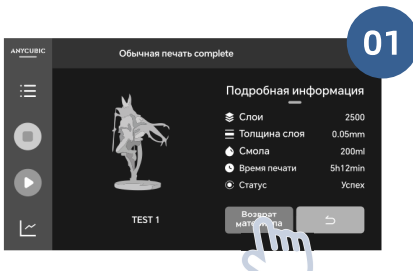 01
ANYCUBIC
Обычная печать complete
Подробная информация
Слои 2500
Толщина слоя 0.05mm
Смола 200ml
Время печати 5h12min
Статус Успех
TEST 1
Возврат
материала